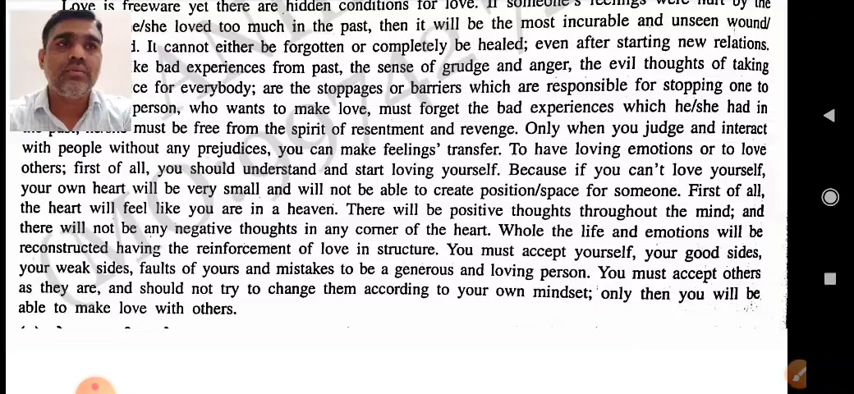 Love is freeware yet there are hidden conditions for love. If someone's feelings were hurt by the
e/she loved too much in the past, then it will be the most incurable and unseen wound/
d. It cannot either be forgotten or completely be healed; even after starting new relations.
ke bad experiences from past, the sense of grudge and anger, the evil thoughts of taking
ce for everybody; are the stoppages or barriers which are responsible for stopping one to
person, who wants to make love, must forget the bad experiences which he/she had in
must be free from the spirit of resentment and revenge. Only when you judge and interact
with people without any prejudices, you can make feelings' transfer. To have loving emotions or to love
others; first of all, you should understand and start loving yourself. Because if you can't love yourself,
your own heart will be very small and will not be able to create position/space for someone. First of all,
the heart will feel like you are in a heaven. There will be positive thoughts throughout the mind; and
there will not be any negative thoughts in any corner of the heart. Whole the life and emotions will be
reconstructed having the reinforcement of love in structure. You must accept yourself, your good sides,
your weak sides, faults of yours and mistakes to be a generous and loving person. You must accept others
as they are, and should not try to change them according to your own mindset; only then you will be
able to make love with others.